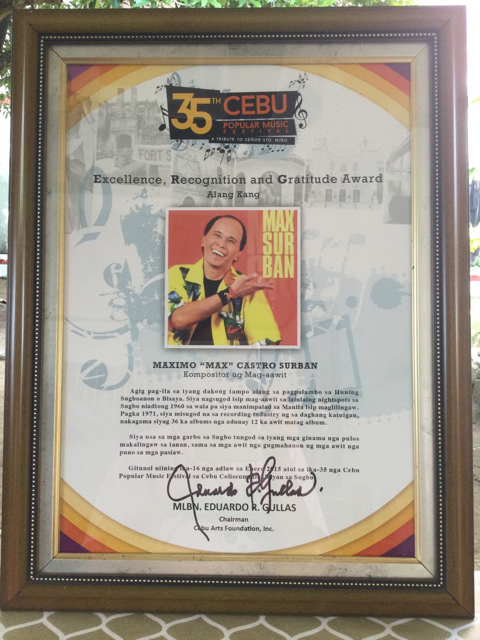 35TH CEBU
POPULAR MUSIC
FESTIVAL
A TRIBUTE TO SEÑOR STO. NIÑO
FORT S
Excellence, Recognition and Gratitude Award
Alang Kang
MAX
SUR
BAN
MAXIMO “MAX” CASTRO SURBAN
Kompositor ug Mag-aawit
Agig pag-ila sa iyang dakong tampo alang sa pagpalambo sa Huning
Sugboanon o Bisaya. Siya nagsugod isip mag-aawit sa lainlaing nightspots sa
Sugbo niadtong 1960 sa wala pa siya manimpalad sa Manila isip magliingaw.
Pagka 1971, siya misugod na sa recording industry ug sa daghang katuigan,
nakagama siyag 36 ka albums nga adunay 12 ka awit matag album.
Siya usa sa mga garbo sa Sugbo tungod sa iyang mga ginama nga pulos
makalingaw sa tanan, sama sa mga awit nga gugmahanon ug mga awit nga
puno sa mga pasiaw.
Gitunol niining ika-16 nga adlaw sa Enero 2015 atol sa ika-35 nga Cebu
Popular Music Festival sa Cebu Coliseum, Dakbayan sa Sugbo.
MLBN. EDUARDO R. GULLAS
Chairman
Cebu Arts Foundation, Inc.